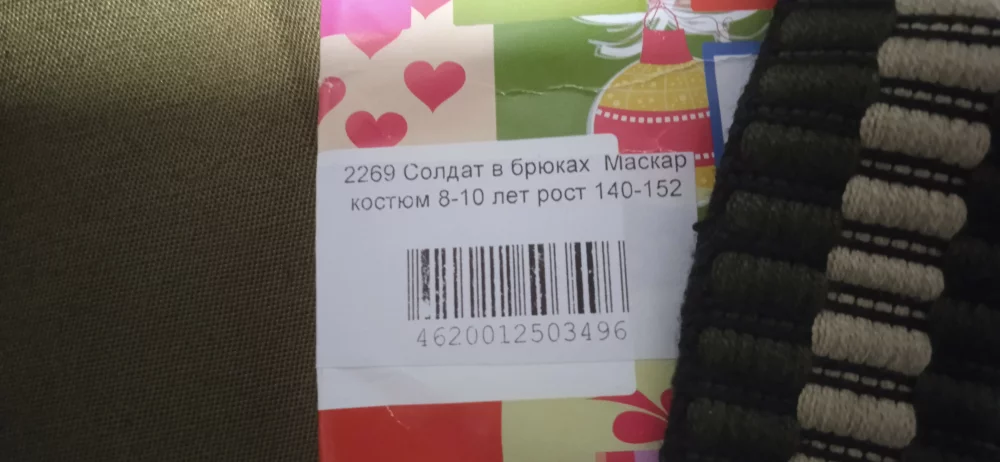 2269 Солдат в брюках Маскар
костюм 8-10 лет рост 140-152
4620012503496